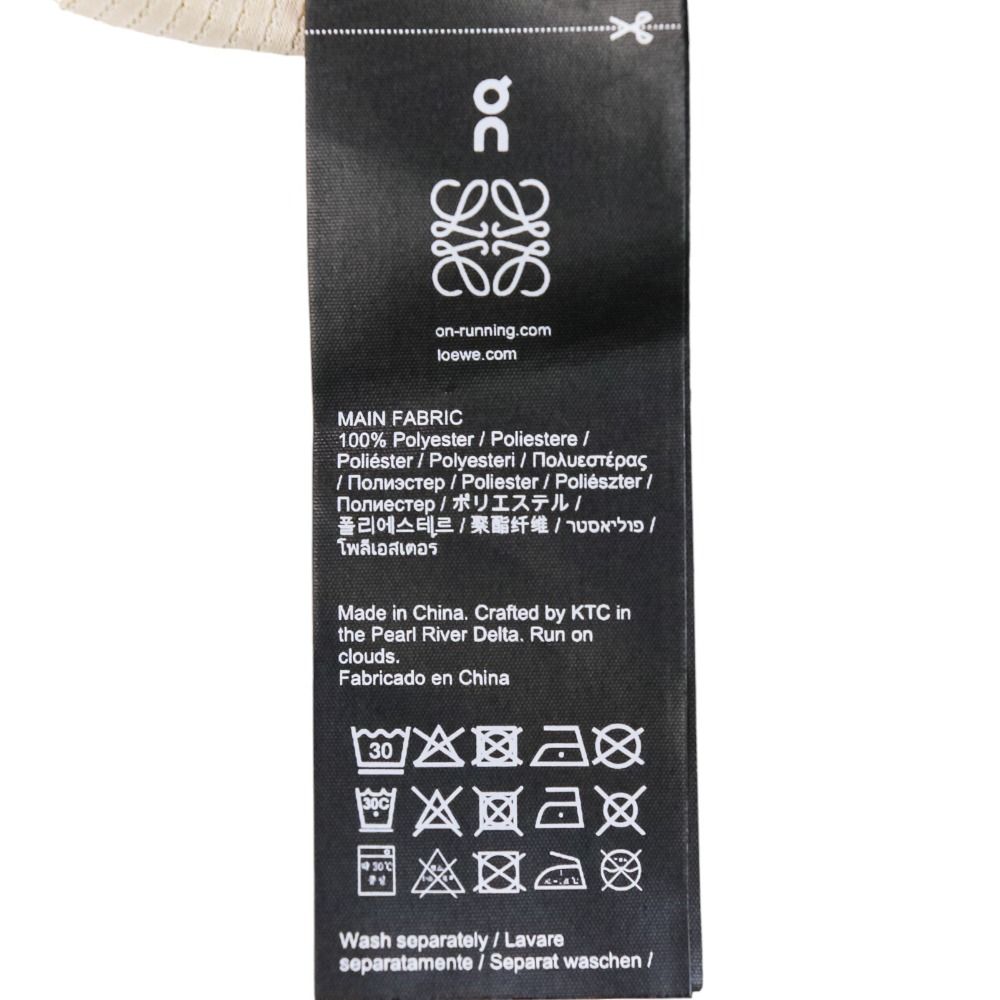 on
on-running.com
loewe.com
MAIN FABRIC
100% Polyester / Poliestere /
Poliéster / Polyesteri / Πολυεστέρας
/ Полиэстер / Poliester / Poliészter /
Полиестер / ポリエステル /
폴리에스테르 / 聚酯纤维 / פוליאסטר /
โพลีเอสเตอร์
Made in China. Crafted by KTC in
the Pearl River Delta. Run on
clouds.
Fabricado en China
30
30C
30℃
Wash separately / Lavare
separatamente / Separat waschen /